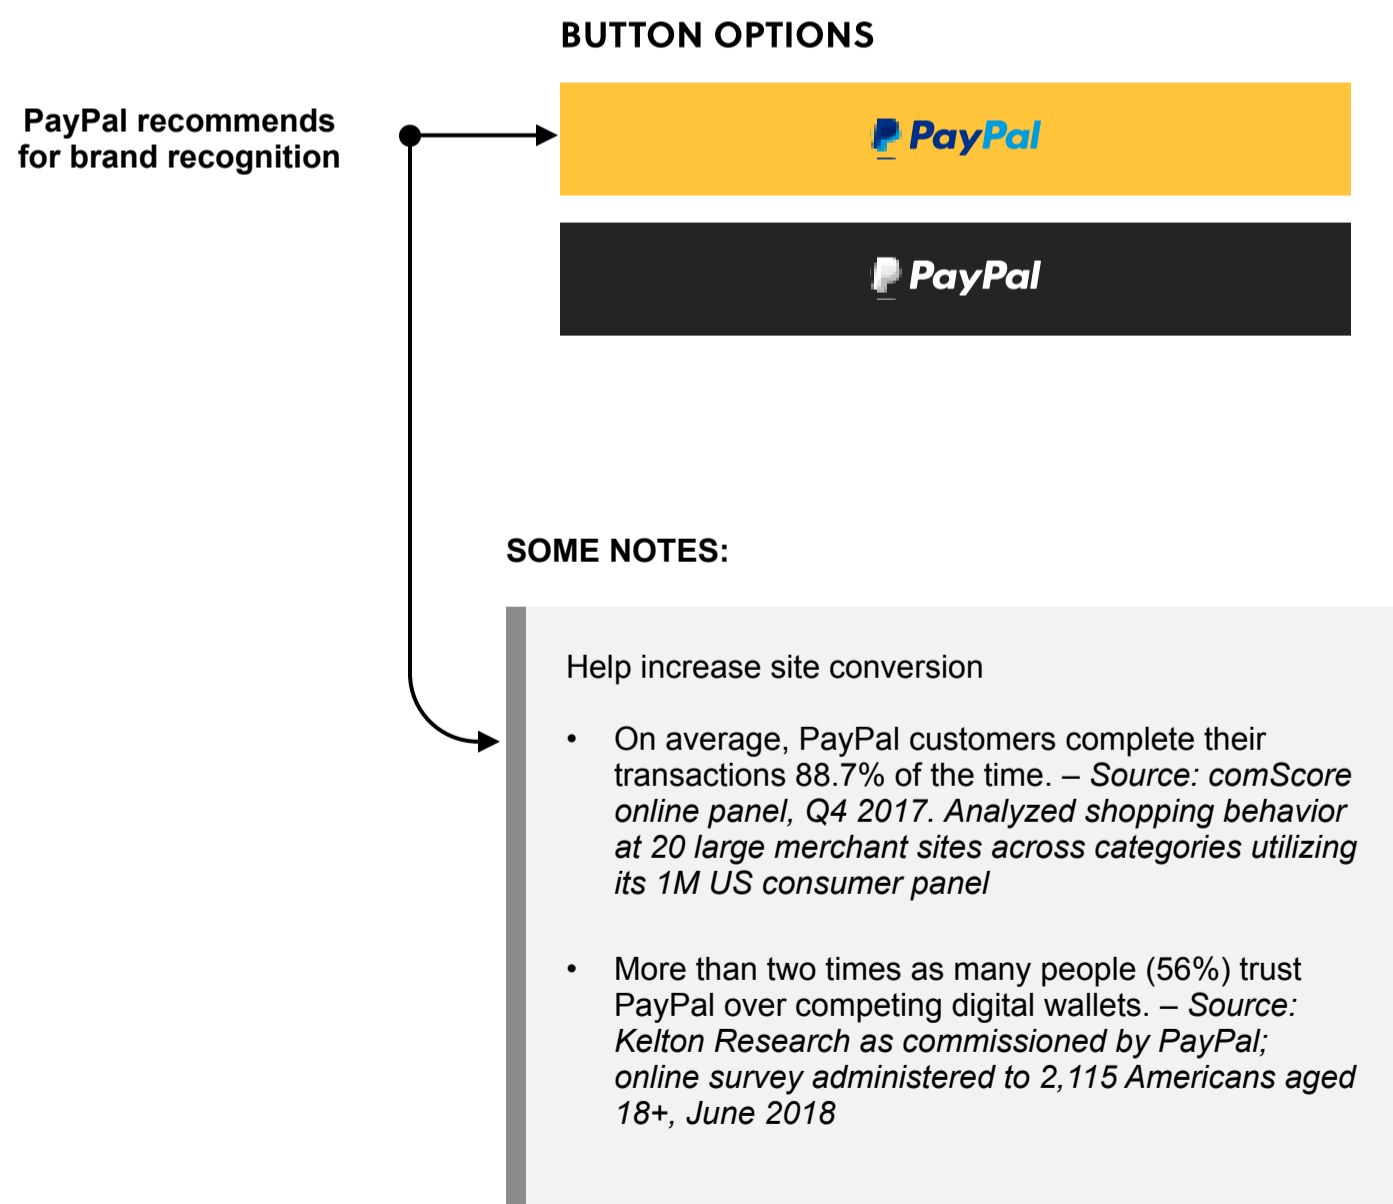 BUTTON OPTIONS
PayPal recommends
for brand recognition
PayPal
PayPal
SOME NOTES:
Help increase site conversion
• On average, PayPal customers complete their
transactions 88.7% of the time. – Source: comScore
online panel, Q4 2017. Analyzed shopping behavior
at 20 large merchant sites across categories utilizing
its 1M US consumer panel
• More than two times as many people (56%) trust
PayPal over competing digital wallets. – Source:
Kelton Research as commissioned by PayPal;
online survey administered to 2,115 Americans aged
18+, June 2018